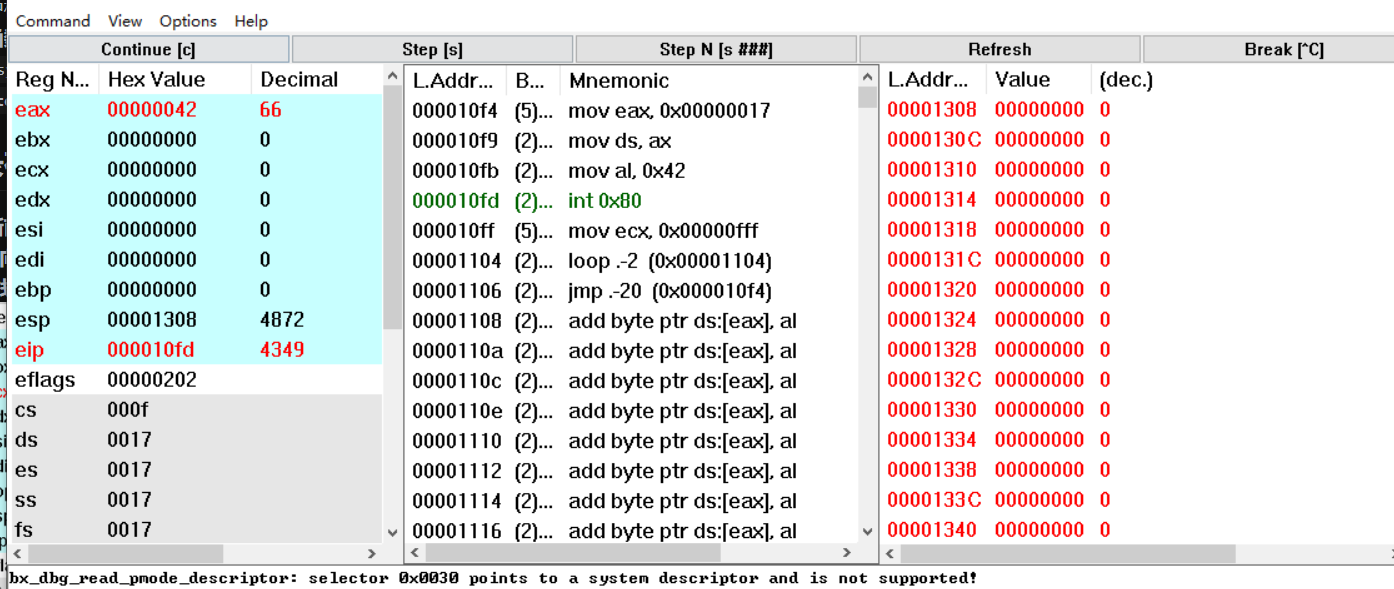 Command View Options Help
Continue [c] Step [s] Step N [s ###] Refresh Break [^C]
Reg N... Hex Value Decimal L.Addr... B... Mnemonic L.Addr... Value (dec.)
eax 00000042 66 000010f4 (5)... mov eax, 0x00000017 00001308 00000000 0
ebx 00000000 0 000010f9 (2)... mov ds, ax 0000130C 00000000 0
ecx 00000000 0 000010fb (2)... mov al, 0x42 00001310 00000000 0
edx 00000000 0 000010fd (2)... int 0x80 00001314 00000000 0
esi 00000000 0 000010ff (5)... mov ecx, 0x00000fff 00001318 00000000 0
edi 00000000 0 00001104 (2)... loop .-2 (0x00001104) 0000131C 00000000 0
ebp 00000000 0 00001106 (2)... jmp .-20 (0x000010f4) 00001320 00000000 0
esp 00001308 4872 00001108 (2)... add byte ptr ds:[eax], al 00001324 00000000 0
eip 000010fd 4349 0000110a (2)... add byte ptr ds:[eax], al 00001328 00000000 0
eflags 00000202 0000110c (2)... add byte ptr ds:[eax], al 0000132C 00000000 0
cs 000f 0000110e (2)... add byte ptr ds:[eax], al 00001330 00000000 0
ds 0017 00001110 (2)... add byte ptr ds:[eax], al 00001334 00000000 0
es 0017 00001112 (2)... add byte ptr ds:[eax], al 00001338 00000000 0
ss 0017 00001114 (2)... add byte ptr ds:[eax], al 0000133C 00000000 0
fs 0017 00001116 (2)... add byte ptr ds:[eax], al 00001340 00000000 0
bx_dbg_read_pmode_descriptor: selector 0x0030 points to a system descriptor and is not supported!